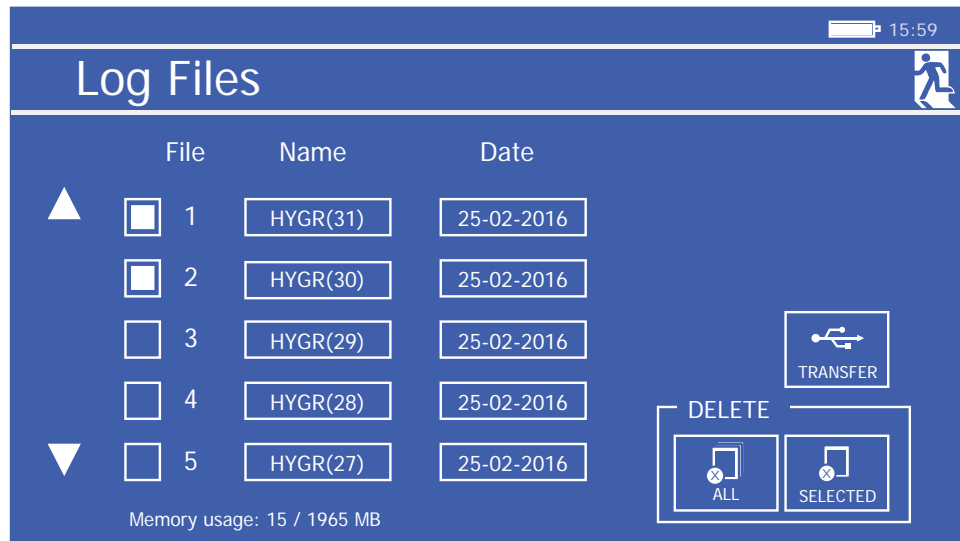 15:59
Log Files
File Name Date
1 HYGR(31) 25-02-2016
2 HYGR(30) 25-02-2016
3 HYGR(29) 25-02-2016
TRANSFER
4 HYGR(28) 25-02-2016
DELETE
5 HYGR(27) 25-02-2016
X ALL
X SELECTED
Memory usage: 15 / 1965 MB